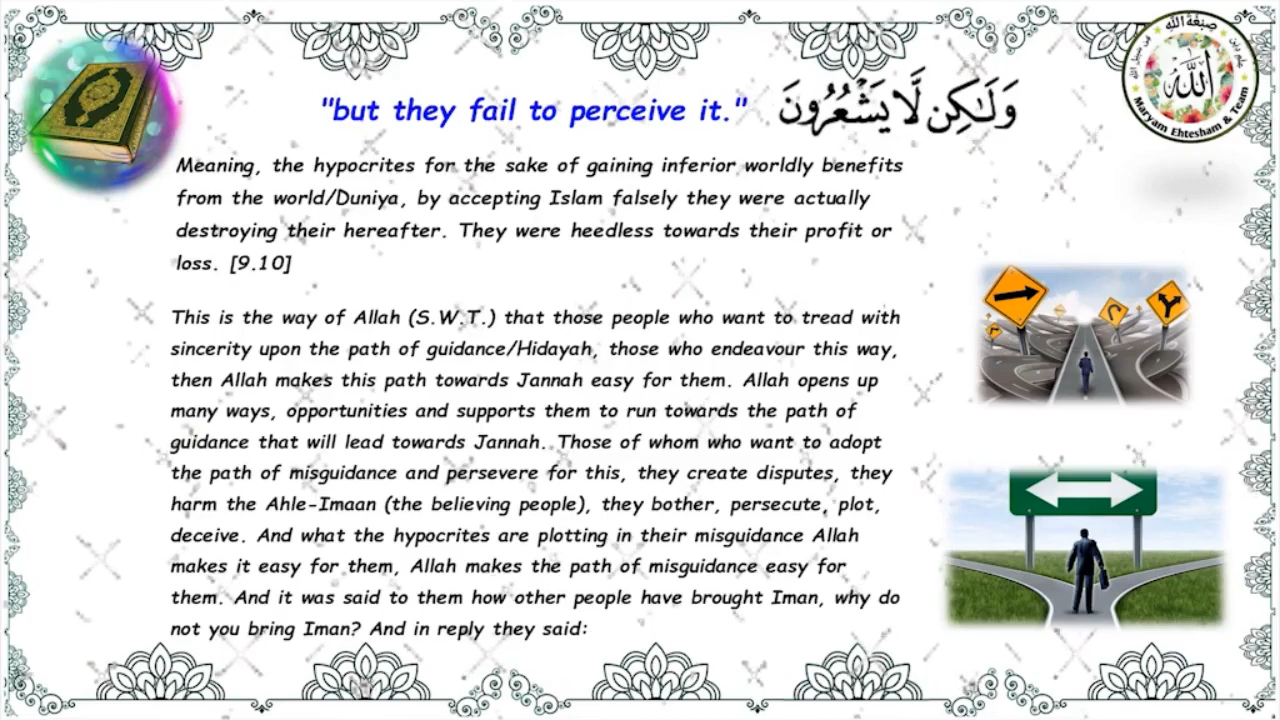 "but they fail to perceive it." وَلَـٰكِن لَّا يَشْعُرُونَ
صبغة الله
Maryam Ehtesham & Team
الله
Meaning, the hypocrites for the sake of gaining inferior worldly benefits
from the world/Duniya, by accepting Islam falsely they were actually
destroying their hereafter. They were heedless towards their profit or
loss. [9.10]
This is the way of Allah (S.W.T.) that those people who want to tread with
sincerity upon the path of guidance/Hidayah, those who endeavour this way,
then Allah makes this path towards Jannah easy for them. Allah opens up
many ways, opportunities and supports them to run towards the path of
guidance that will lead towards Jannah. Those of whom who want to adopt
the path of misguidance and persevere for this, they create disputes, they
harm the Ahle-Imaan (the believing people), they bother, persecute, plot,
deceive. And what the hypocrites are plotting in their misguidance Allah
makes it easy for them, Allah makes the path of misguidance easy for
them. And it was said to them how other people have brought Iman, why do
not you bring Iman? And in reply they said: